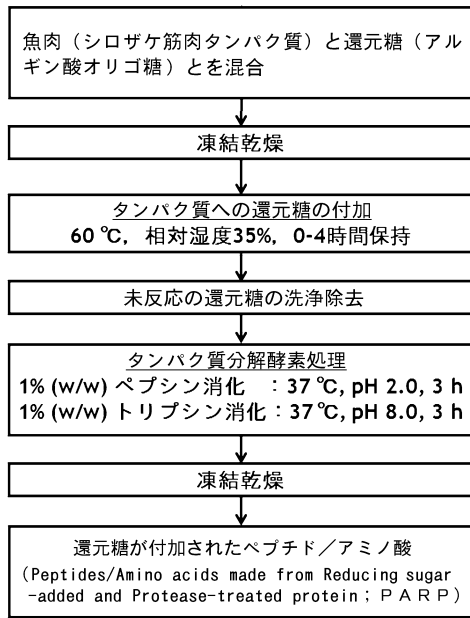 魚肉（シロザケ筋肉タンパク質）と還元糖（アル
ギン酸オリゴ糖）とを混合
凍結乾燥
タンパク質への還元糖の付加
60 ℃, 相対湿度35%, 0-4時間保持
未反応の還元糖の洗浄除去
タンパク質分解酵素処理
1% (w/w) ペプシン消化　：37 ℃, pH 2.0, 3 h
1% (w/w) トリプシン消化：37 ℃, pH 8.0, 3 h
凍結乾燥
還元糖が付加されたペプチド／アミノ酸
（Peptides/Amino acids made from Reducing sugar
-added and Protease-treated protein；ＰＡＲＰ）